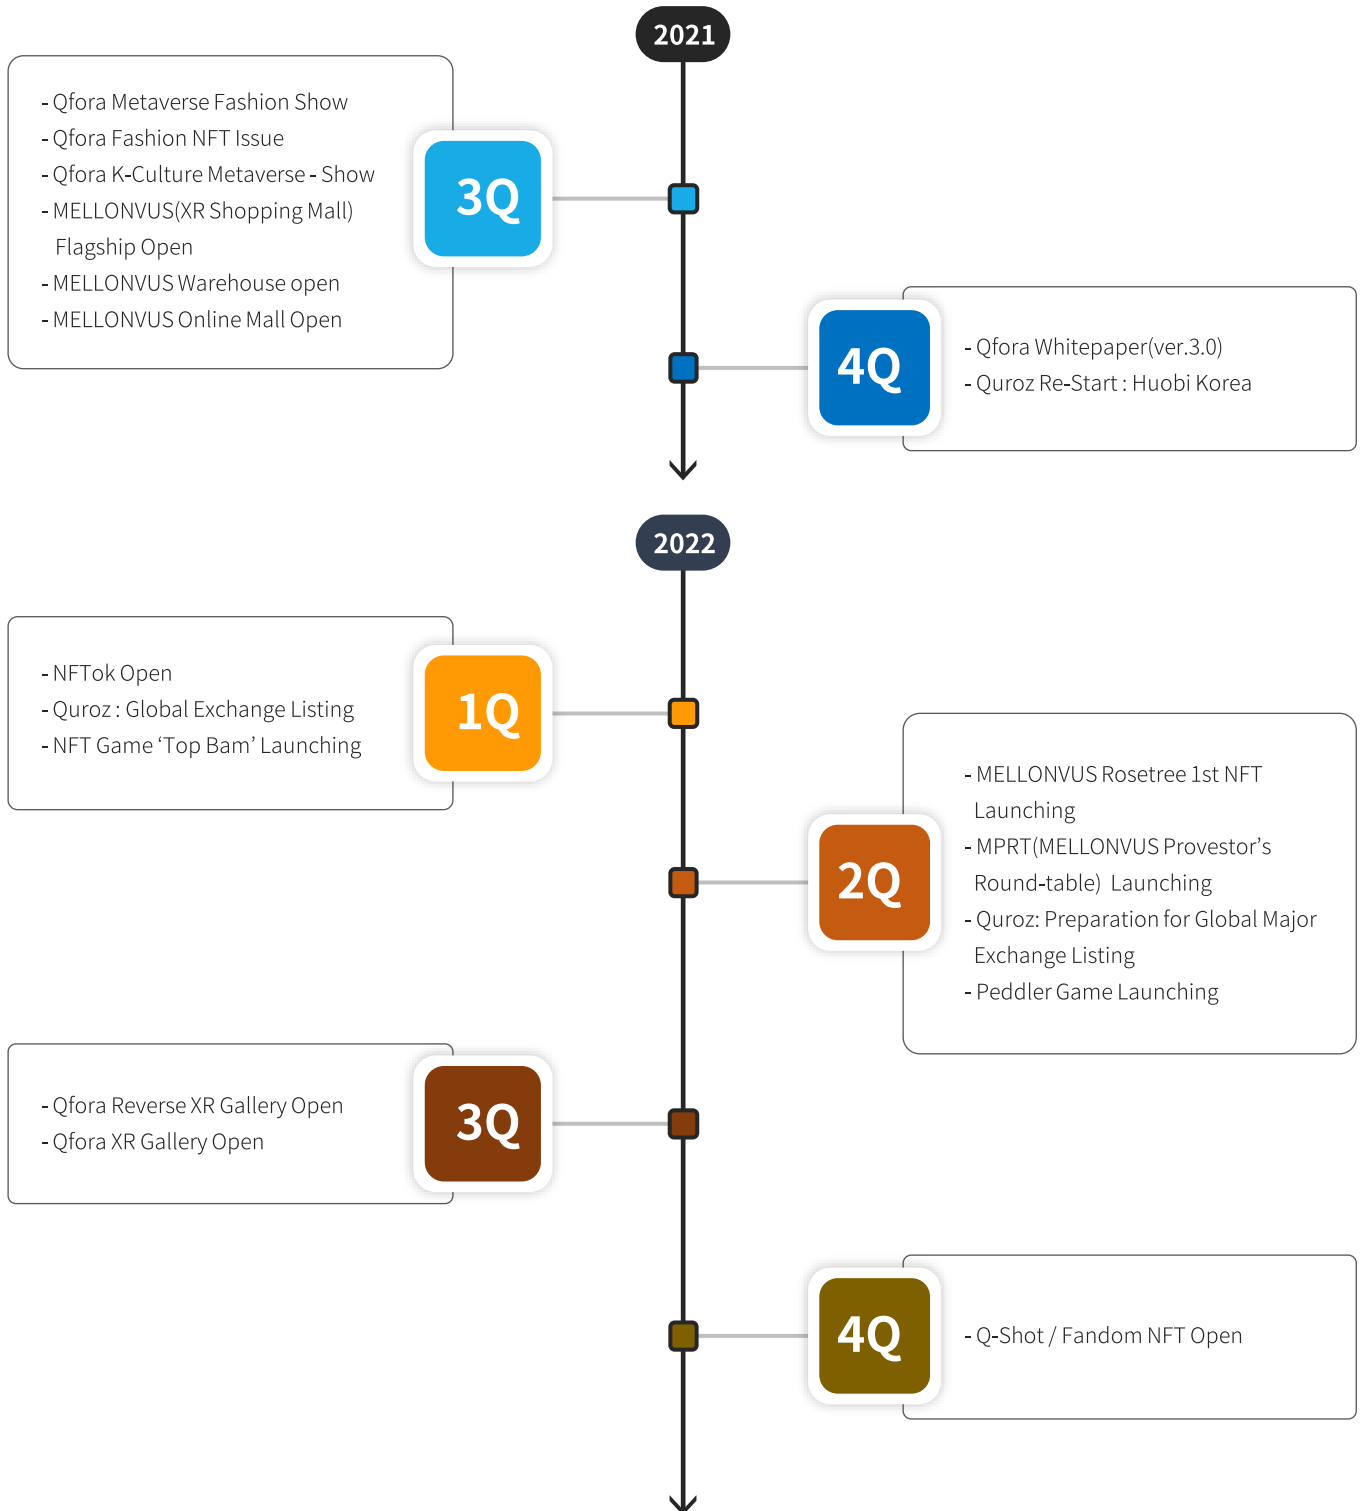 2021
- Qfora Metaverse Fashion Show
- Qfora Fashion NFT Issue
- Qfora K-Culture Metaverse - Show
- MELLONVUS(XR Shopping Mall)
Flagship Open
- MELLONVUS Warehouse open
- MELLONVUS Online Mall Open
3Q
4Q
- Qfora Whitepaper(ver.3.0)
- Quroz Re-Start : Huobi Korea
2022
- NFTok Open
- Quroz : Global Exchange Listing
- NFT Game ‘Top Bam’ Launching
1Q
2Q
- MELLONVUS Rosetree 1st NFT
Launching
- MPRT(MELLONVUS Provestor’s
Round-table) Launching
- Quroz: Preparation for Global Major
Exchange Listing
- Peddler Game Launching
- Qfora Reverse XR Gallery Open
- Qfora XR Gallery Open
3Q
4Q
- Q-Shot / Fandom NFT Open